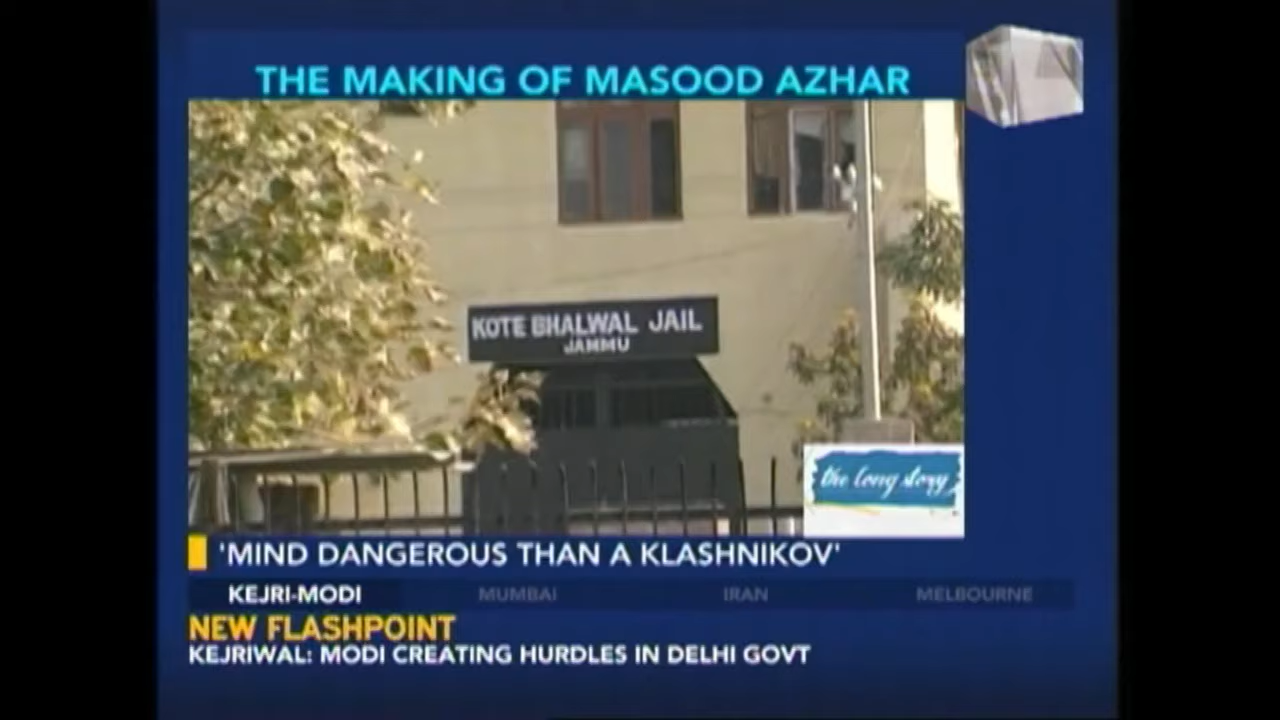 THE MAKING OF MASOOD AZHAR
KOTE BHALWAL JAIL
JAMMU
the long story
'MIND DANGEROUS THAN A KLASHNIKOV'
KEJRI-MODI MUMBAI IRAN MELBOURNE
NEW FLASHPOINT
KEJRIWAL: MODI CREATING HURDLES IN DELHI GOVT